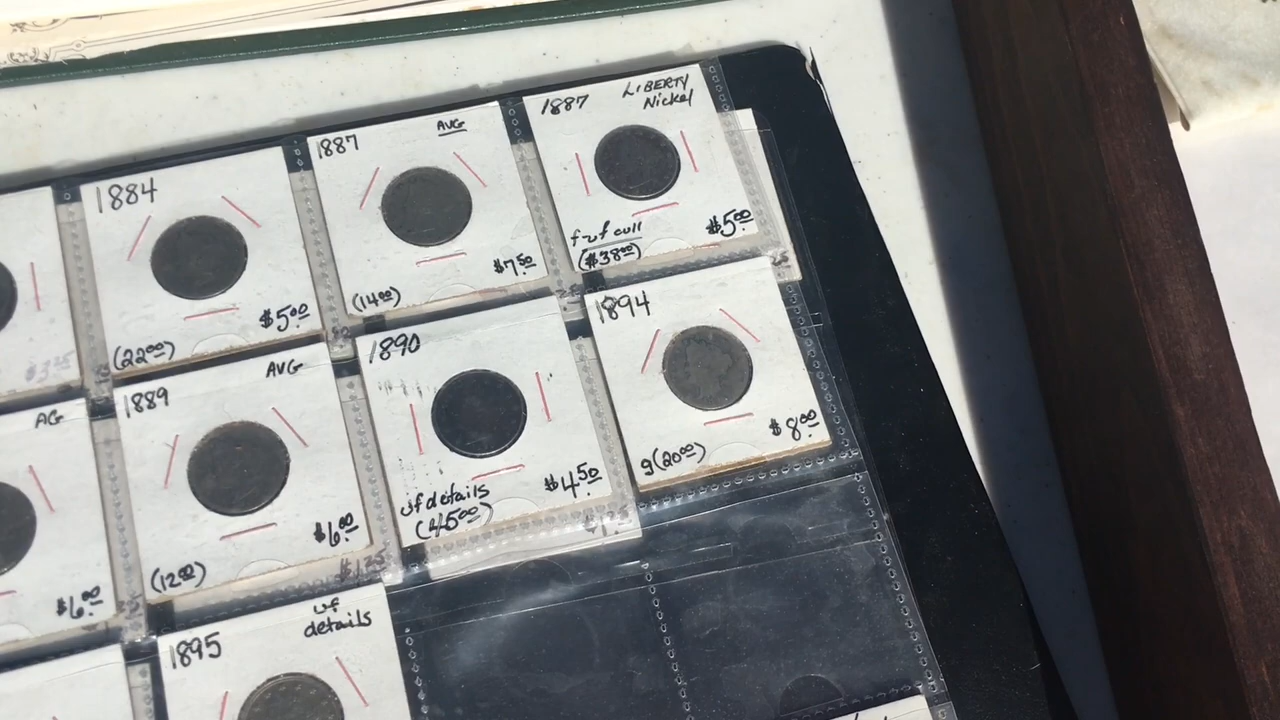 1884
$5.00
(22.00)
1887 AVG
$7.50
(14.00)
1887 LIBERTY
Nickel
f vf cull
($38.00)
$5.00
AG
$6.00
1889 AVG
$6.00
(12.00)
1890
vf details
(45.00)
$4.50
1894
g(20.00)
$8.00
1895 vf
details